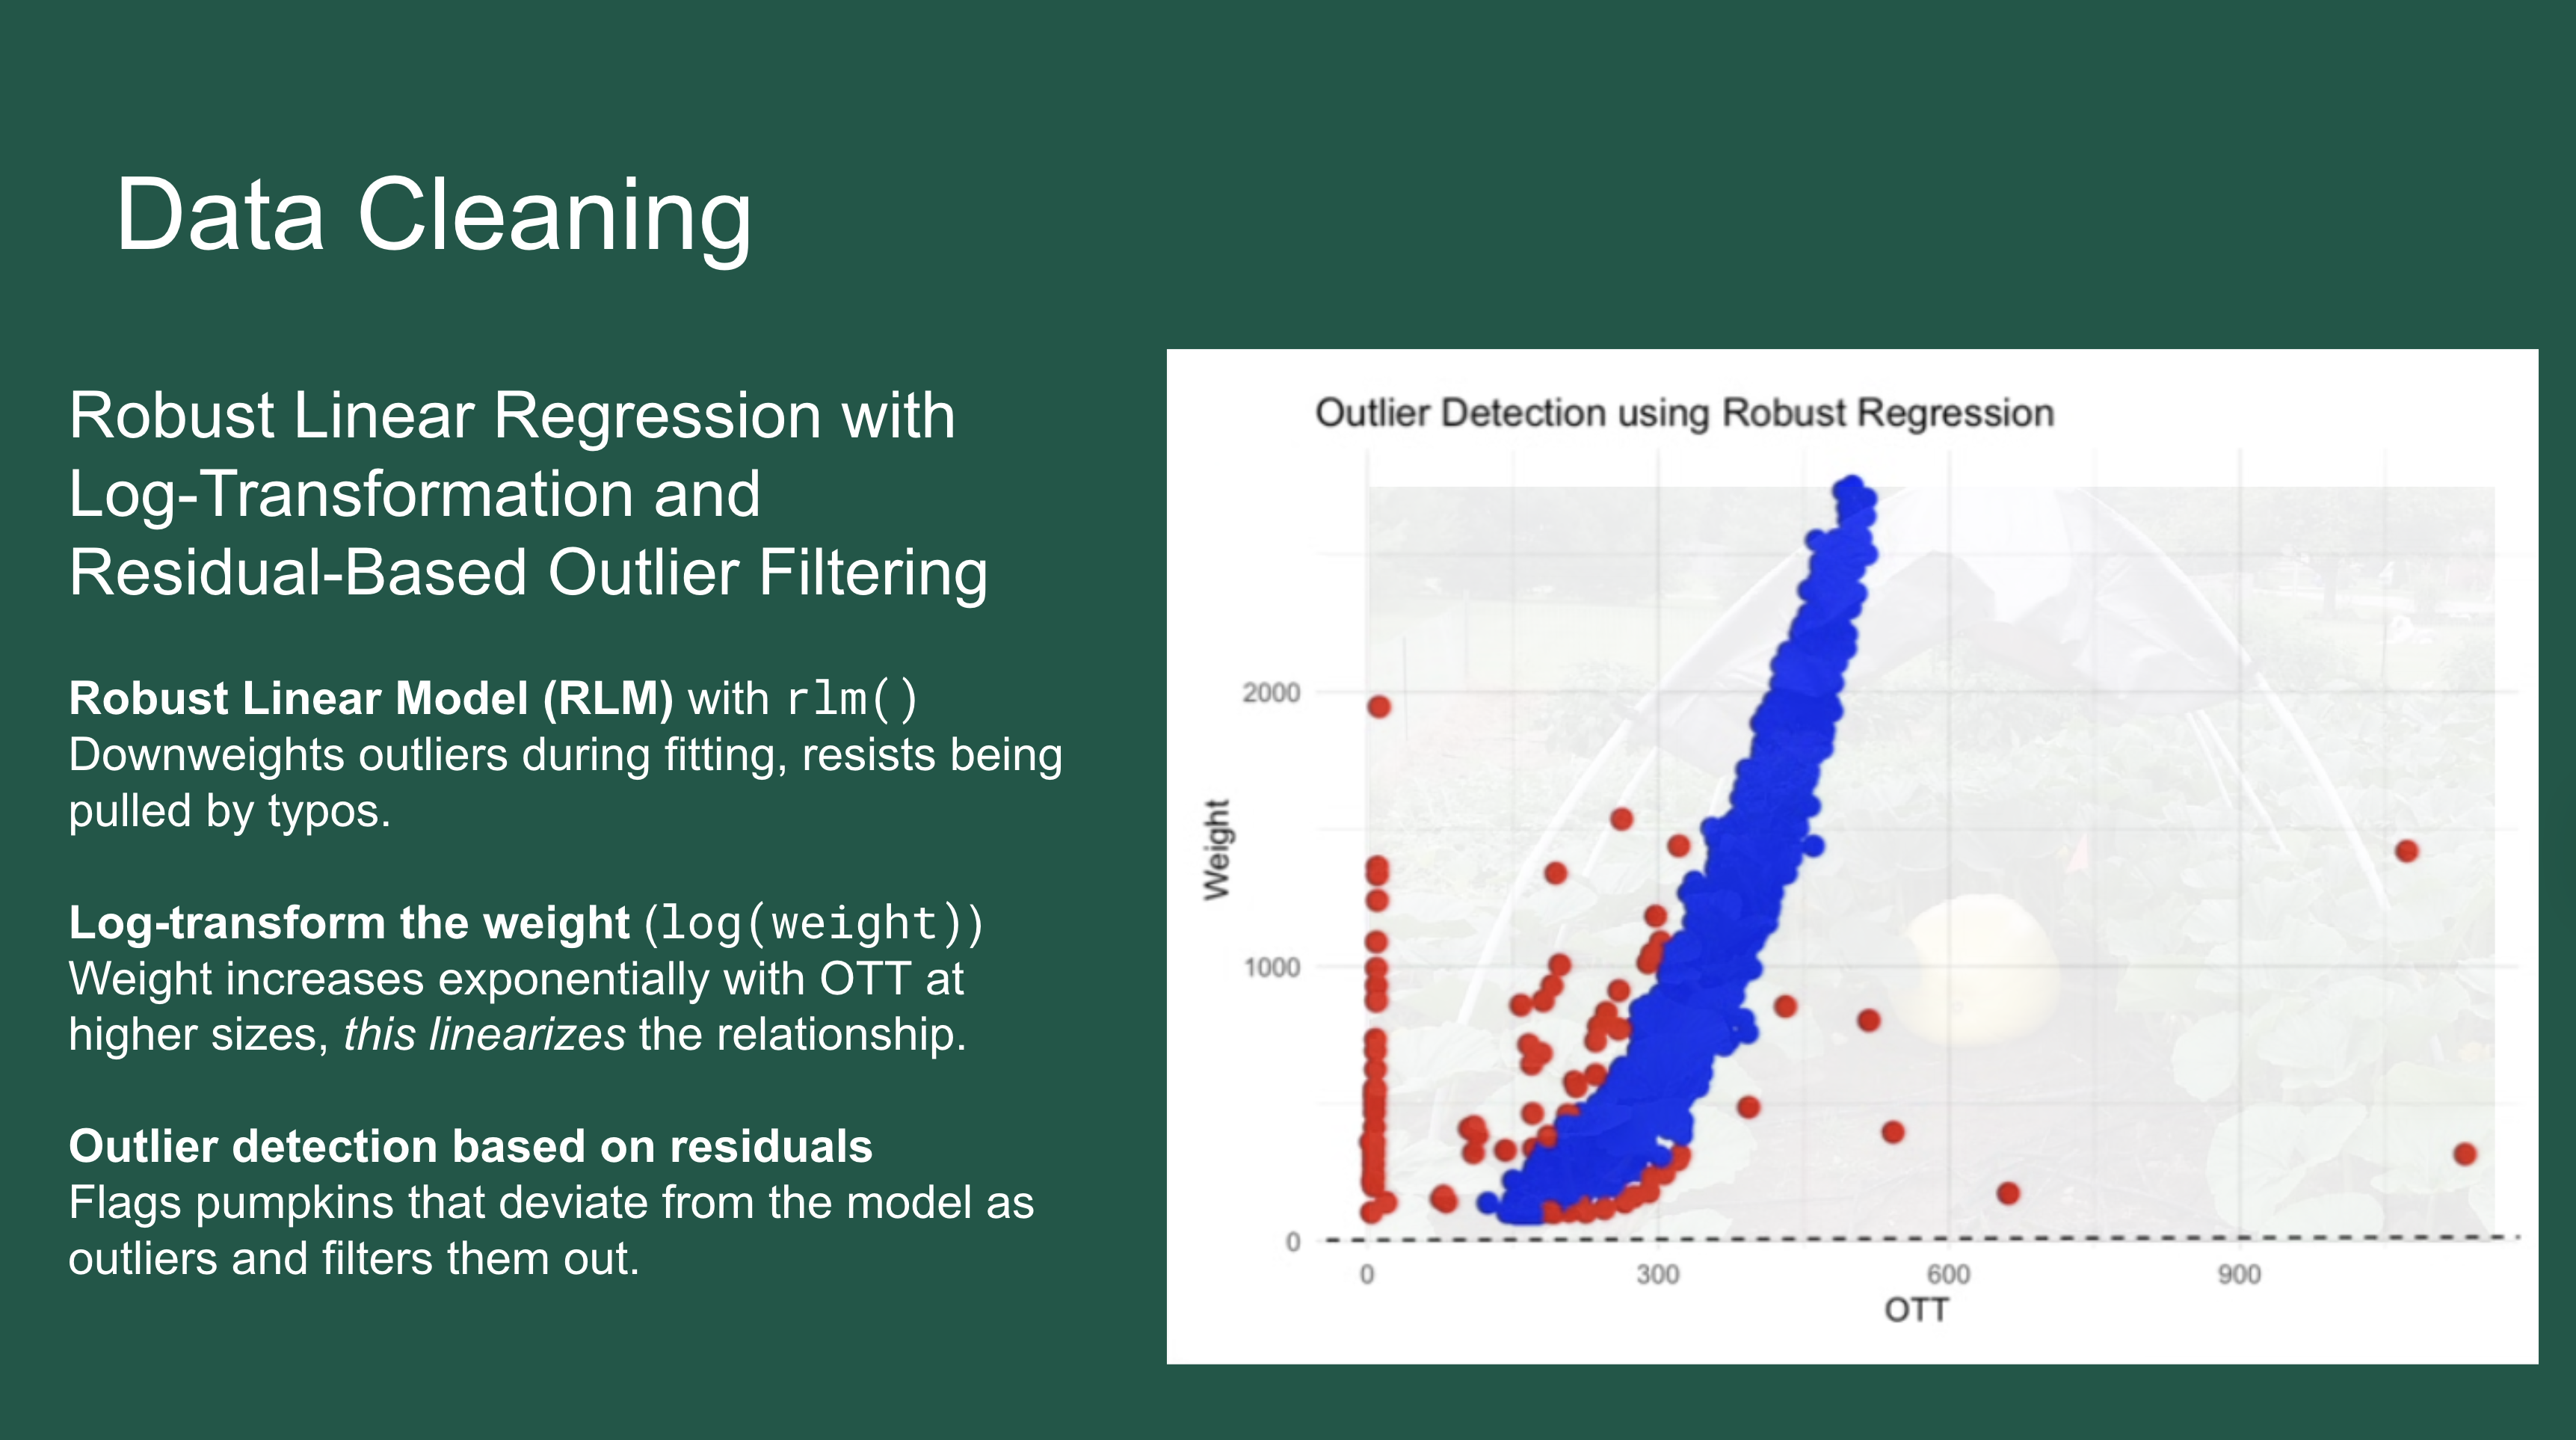 Data Cleaning
Robust Linear Regression with
Log-Transformation and
Residual-Based Outlier Filtering
Robust Linear Model (RLM) with rlm()
Downweights outliers during fitting, resists being
pulled by typos.
Log-transform the weight (log(weight))
Weight increases exponentially with OTT at
higher sizes, this linearizes the relationship.
Outlier detection based on residuals
Flags pumpkins that deviate from the model as
outliers and filters them out.
Outlier Detection using Robust Regression
Weight
2000
1000
0
0 300 600 900
OTT